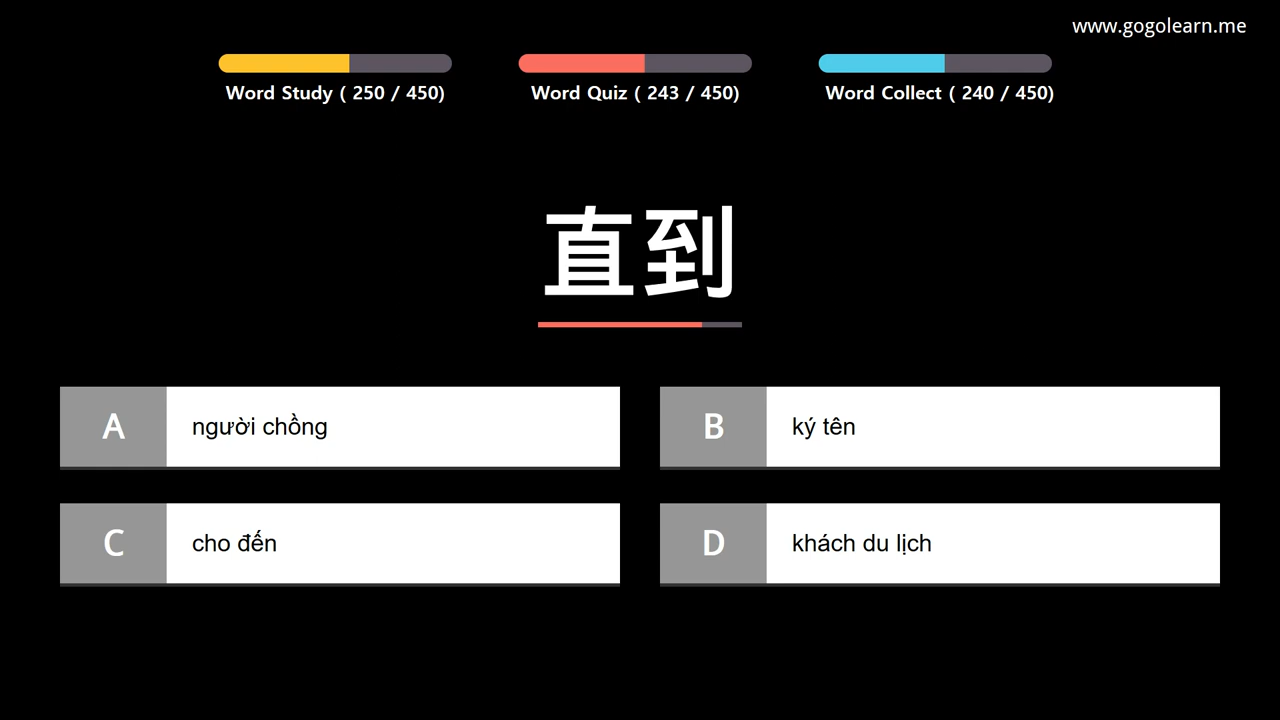 www.gogolearn.me
Word Study ( 250 / 450)
Word Quiz ( 243 / 450)
Word Collect ( 240 / 450)
直到
A
người chồng
B
ký tên
C
cho đến
D
khách du lịch